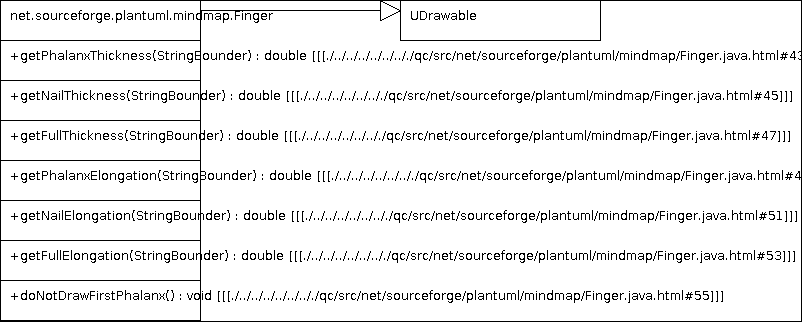 net.sourceforge.plantuml.mindmap.Finger
UDrawable
+getPhalanxThickness(StringBounder) : double [[[./../../../../../../../qc/src/net/sourceforge/plantuml/mindmap/Finger.java.html#43
+getNailThickness(StringBounder) : double [[[./../../../../../../../qc/src/net/sourceforge/plantuml/mindmap/Finger.java.html#45]]]
+getFullThickness(StringBounder) : double [[[./../../../../../../../qc/src/net/sourceforge/plantuml/mindmap/Finger.java.html#47]]]
+getPhalanxElongation(StringBounder) : double [[[./../../../../../../../qc/src/net/sourceforge/plantuml/mindmap/Finger.java.html#4
+getNailElongation(StringBounder) : double [[[./../../../../../../../qc/src/net/sourceforge/plantuml/mindmap/Finger.java.html#51]]]
+getFullElongation(StringBounder) : double [[[./../../../../../../../qc/src/net/sourceforge/plantuml/mindmap/Finger.java.html#53]]]
+doNotDrawFirstPhalanx() : void [[[./../../../../../../../qc/src/net/sourceforge/plantuml/mindmap/Finger.java.html#55]]]